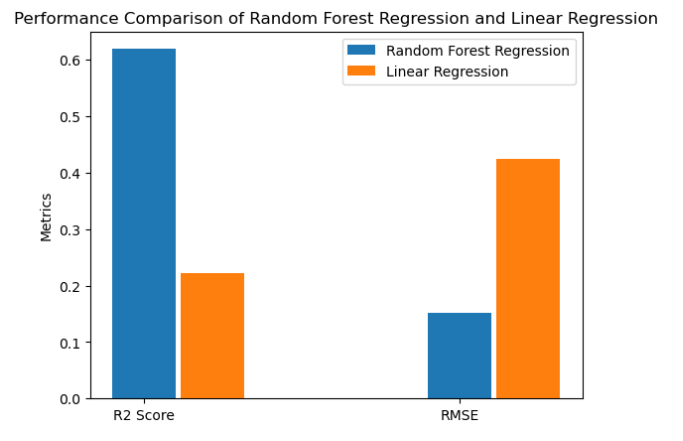 Performance Comparison of Random Forest Regression and Linear Regression
Random Forest Regression
Linear Regression
0.6
0.5
0.4
0.3
0.2
0.1
0.0
Metrics
R2 Score
RMSE